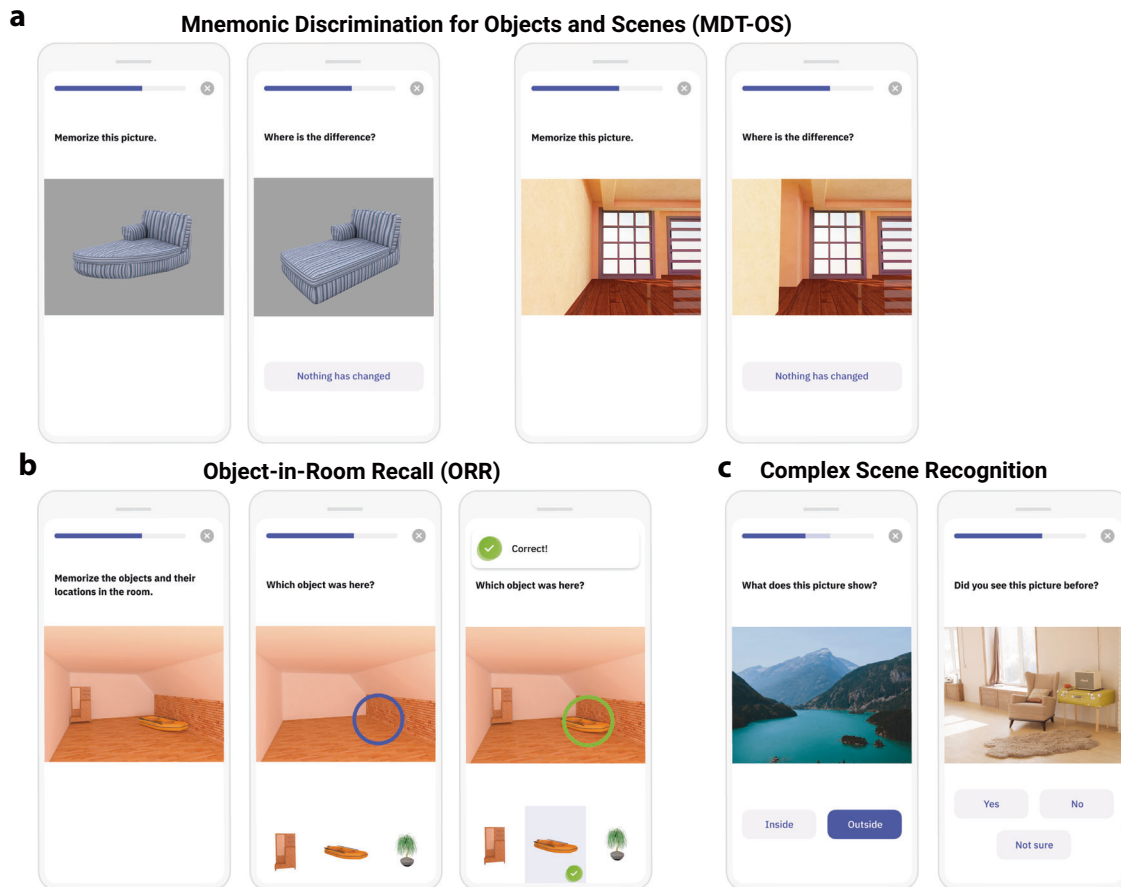 a
Mnemonic Discrimination for Objects and Scenes (MDT-OS)
Memorize this picture.
Where is the difference?
Nothing has changed
Memorize this picture.
Where is the difference?
Nothing has changed
b
Object-in-Room Recall (ORR)
Memorize the objects and their
locations in the room.
Which object was here?
Correct!
Which object was here?
c
Complex Scene Recognition
What does this picture show?
Inside
Outside
Did you see this picture before?
Yes
No
Not sure